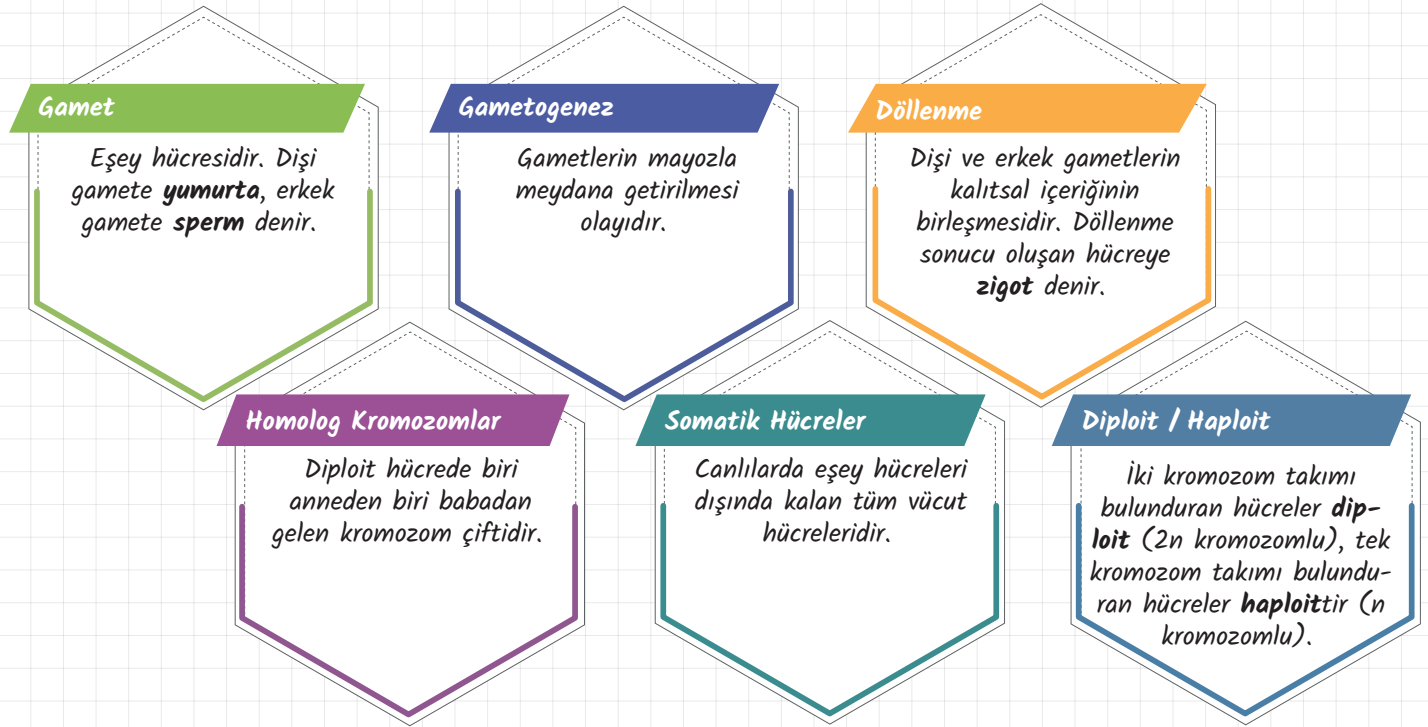 Gamet
Eşey hücresidir. Dişi
gamete yumurta, erkek
gamete sperm denir.
Gametogenez
Gametlerin mayozla
meydana getirilmesi
olayıdır.
Döllenme
Dişi ve erkek gametlerin
kalıtsal içeriğinin
birleşmesidir. Döllenme
sonucu oluşan hücreye
zigot denir.
Homolog Kromozomlar
Diploit hücrede biri
anneden biri babadan
gelen kromozom çiftidir.
Somatik Hücreler
Canlılarda eşey hücreleri
dışında kalan tüm vücut
hücreleridir.
Diploit / Haploit
İki kromozom takımı
bulunduran hücreler dip-
loit (2n kromozomlu), tek
kromozom takımı bulundu-
ran hücreler haploittir (n
kromozomlu).